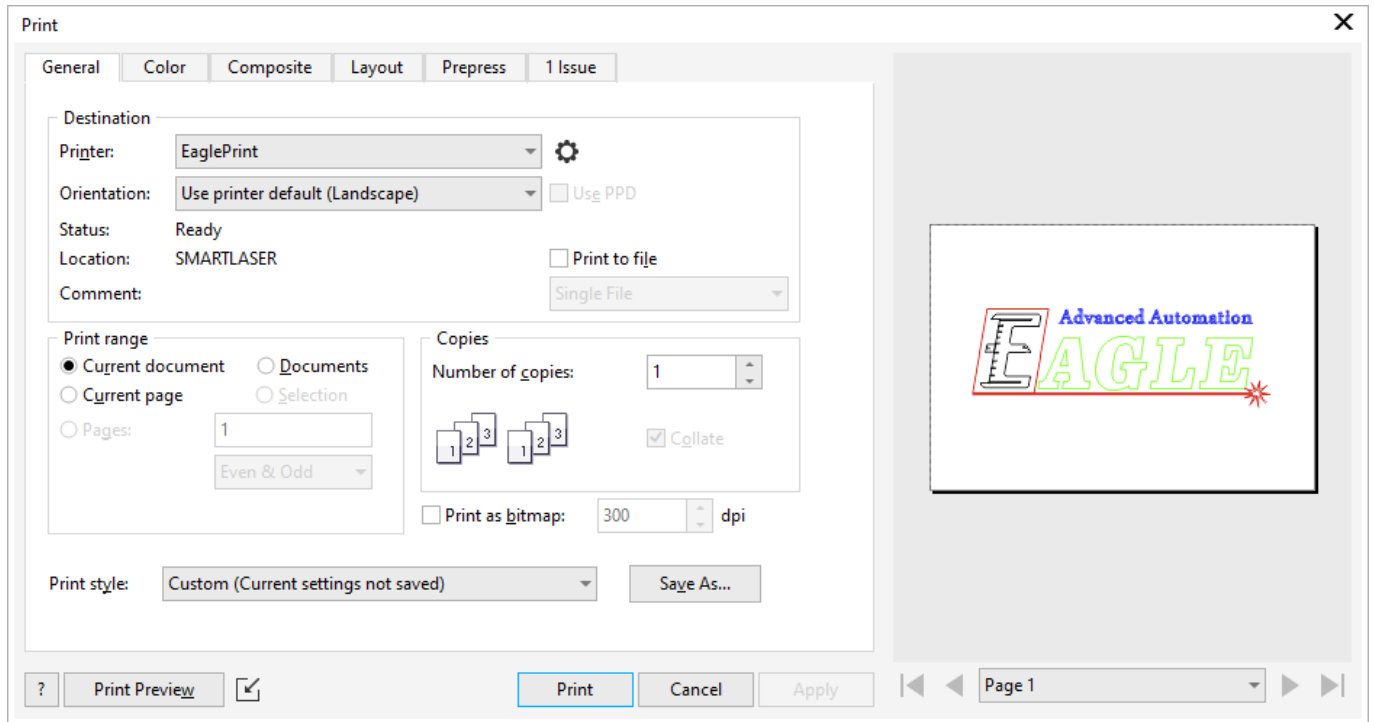 Print
General Color Composite Layout Prepress 1 Issue
Destination
Printer: EaglePrint
Orientation: Use printer default (Landscape) Use PPD
Status: Ready
Location: SMARTLASER Print to file
Comment: Single File
Print range
Current document Documents
Current page Selection
Pages: 1
Even & Odd
Copies
Number of copies: 1
1 2 3 1 2 3 Collate
Print as bitmap: 300 dpi
Print style: Custom (Current settings not saved) Save As...
? Print Preview Print Cancel Apply
Advanced Automation
EAGLE
Page 1